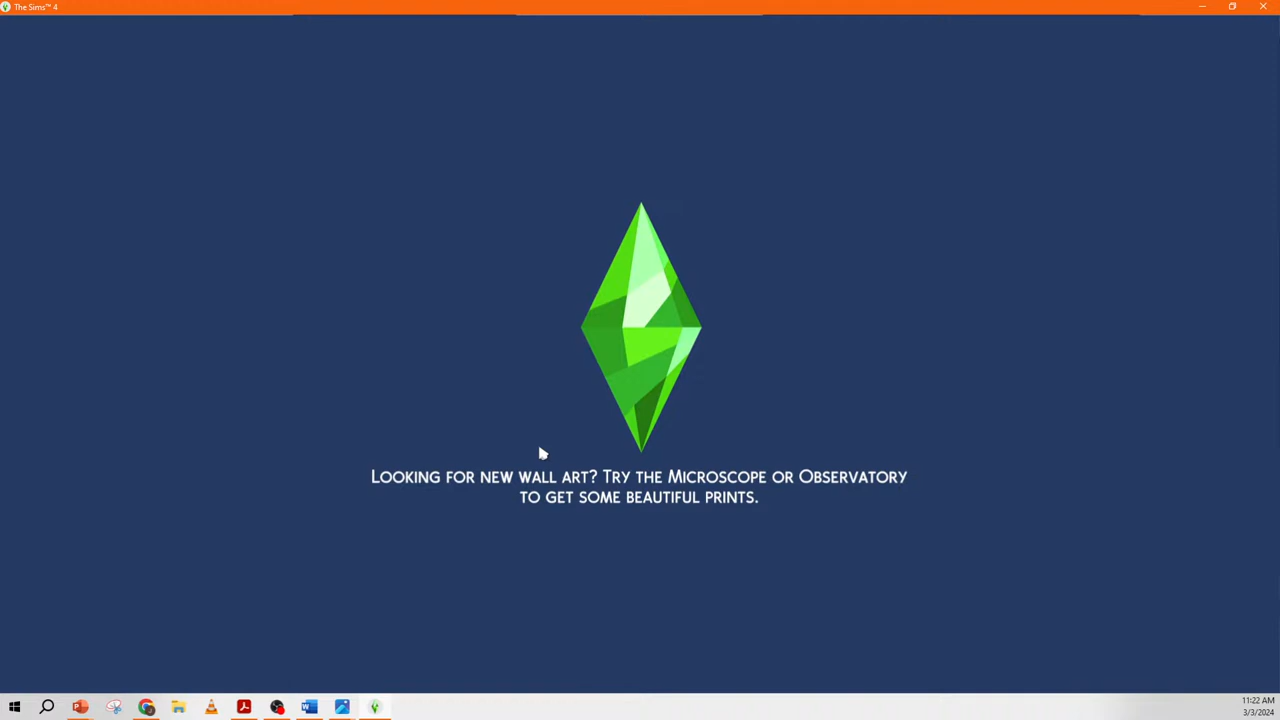 The Sims™ 4
Looking for new wall art? Try the Microscope or Observatory
to get some beautiful prints.
11:22 AM
3/3/2024